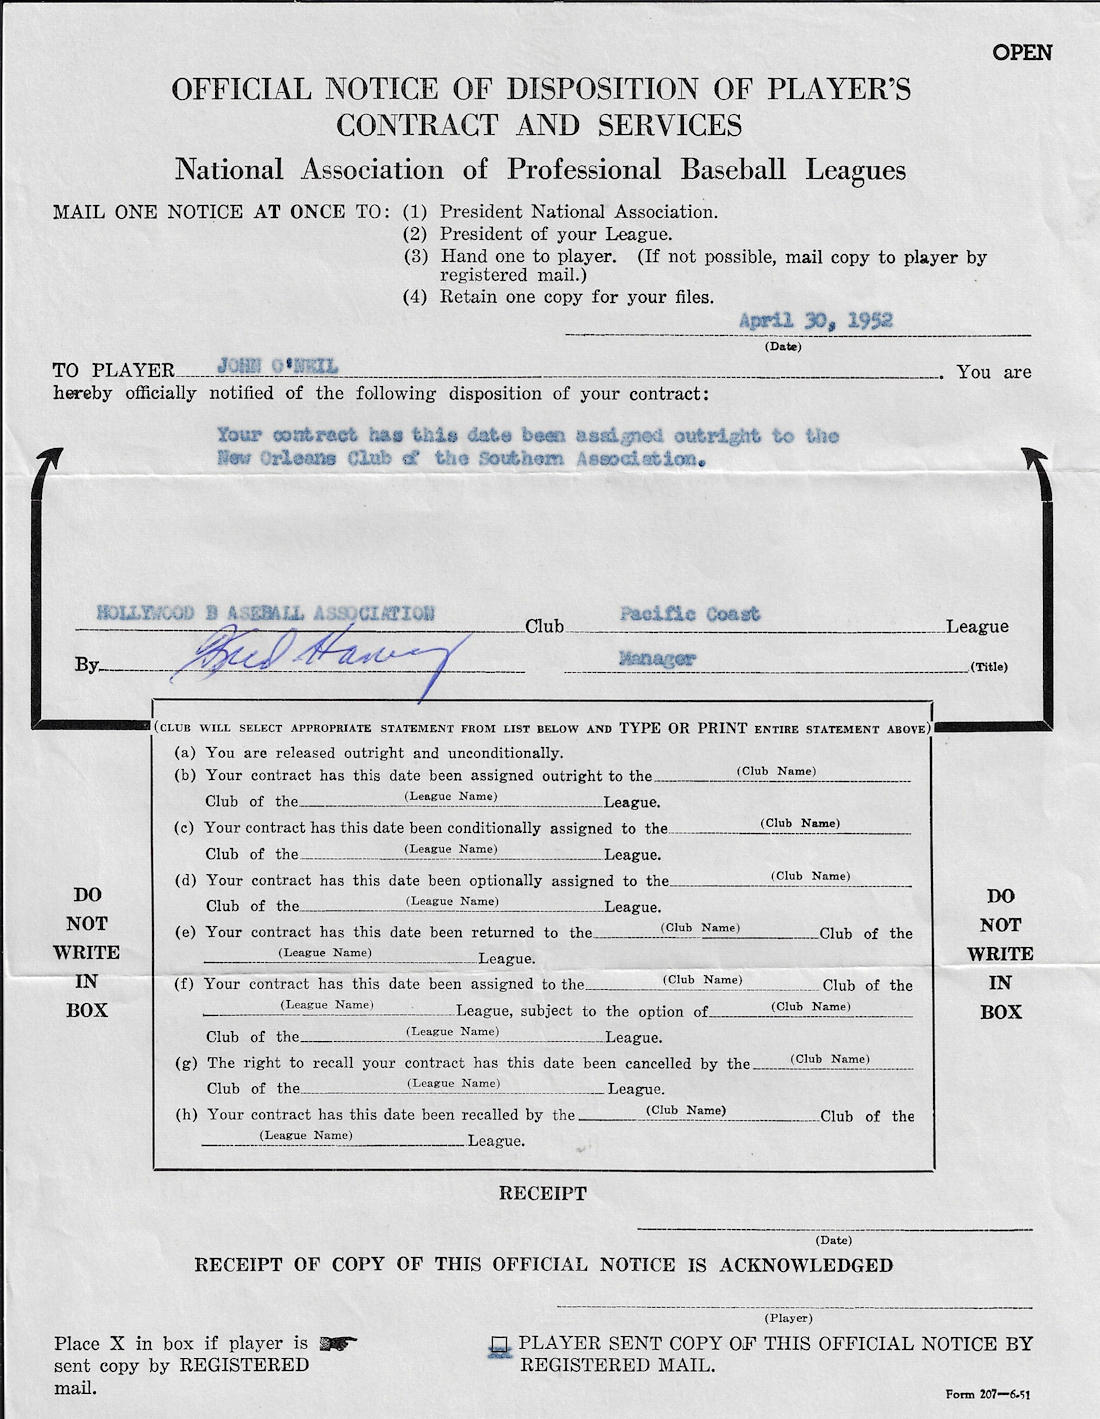 OPEN
OFFICIAL NOTICE OF DISPOSITION OF PLAYER'S
CONTRACT AND SERVICES
National Association of Professional Baseball Leagues
MAIL ONE NOTICE AT ONCE TO: (1) President National Association.
(2) President of your League.
(3) Hand one to player. (If not possible, mail copy to player by
registered mail.)
(4) Retain one copy for your files.
April 30, 1952
(Date)
TO PLAYER JOHN O'NEIL. You are
hereby officially notified of the following disposition of your contract:
Your contract has this date been assigned outright to the
New Orleans Club of the Southern Association.
HOLLYWOOD B ASEBALL ASSOCIATION Club Pacific Coast League
By Fred Haney Manager (Title)
(CLUB WILL SELECT APPROPRIATE STATEMENT FROM LIST BELOW AND TYPE OR PRINT ENTIRE STATEMENT ABOVE)
(a) You are released outright and unconditionally.
(b) Your contract has this date been assigned outright to the (Club Name)
Club of the (League Name) League.
(c) Your contract has this date been conditionally assigned to the (Club Name)
Club of the (League Name) League.
(d) Your contract has this date been optionally assigned to the (Club Name)
Club of the (League Name) League.
(e) Your contract has this date been returned to the (Club Name) Club of the
(League Name) League.
(f) Your contract has this date been assigned to the (Club Name) Club of the
(League Name) League, subject to the option of (Club Name)
Club of the (League Name) League.
(g) The right to recall your contract has this date been cancelled by the (Club Name)
Club of the (League Name) League.
(h) Your contract has this date been recalled by the (Club Name) Club of the
(League Name) League.
DO
NOT
WRITE
IN
BOX
DO
NOT
WRITE
IN
BOX
RECEIPT
(Date)
RECEIPT OF COPY OF THIS OFFICIAL NOTICE IS ACKNOWLEDGED
(Player)
Place X in box if player is
sent copy by REGISTERED
mail.
PLAYER SENT COPY OF THIS OFFICIAL NOTICE BY
REGISTERED MAIL.
Form 207—6-51